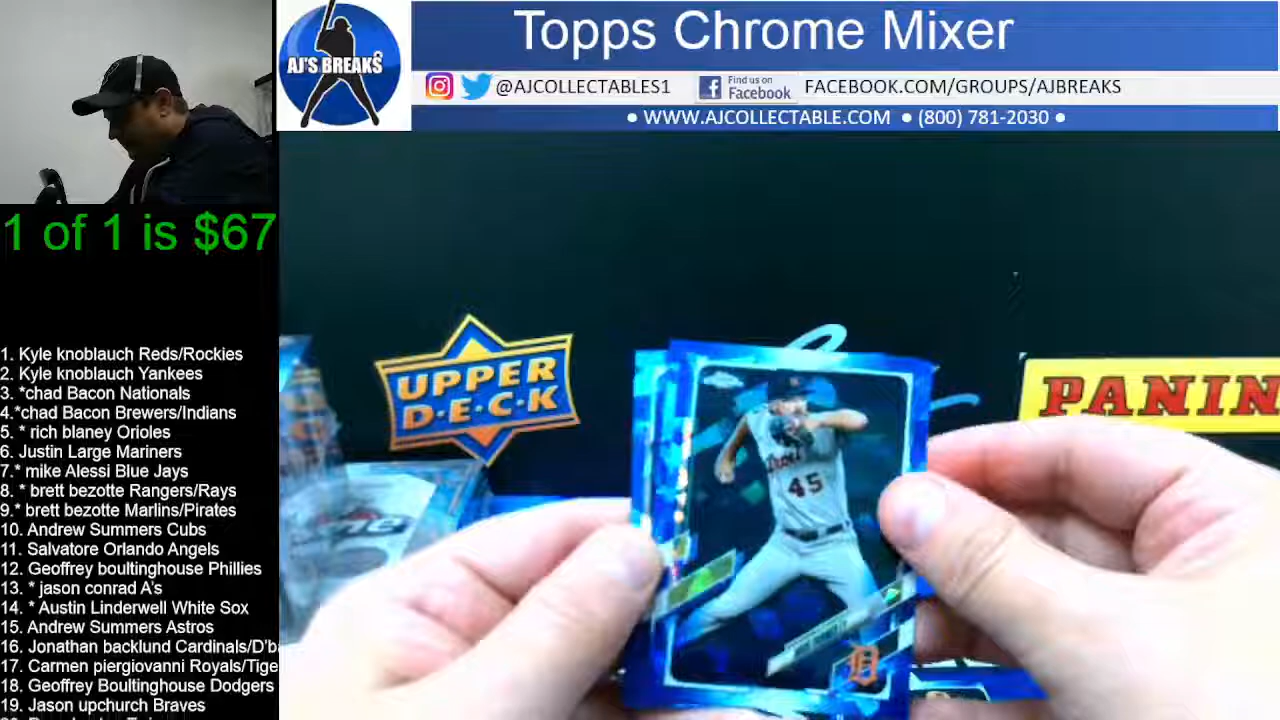 Topps Chrome Mixer
AJ'S BREAKS
@AJCOLLECTABLES1
Find us on
Facebook
FACEBOOK.COM/GROUPS/AJBREAKS
● WWW.AJCOLLECTABLE.COM ● (800) 781-2030 ●
1 of 1 is $67
1. Kyle knoblauch Reds/Rockies
2. Kyle knoblauch Yankees
3. *chad Bacon Nationals
4.*chad Bacon Brewers/Indians
5. * rich blaney Orioles
6. Justin Large Mariners
7.* mike Alessi Blue Jays
8. * brett bezotte Rangers/Rays
9.* brett bezotte Marlins/Pirates
10. Andrew Summers Cubs
11. Salvatore Orlando Angels
12. Geoffrey boultinghouse Phillies
13. * jason conrad A's
14. * Austin Linderwell White Sox
15. Andrew Summers Astros
16. Jonathan backlund Cardinals/D'b
17. Carmen piergiovanni Royals/Tige
18. Geoffrey Boultinghouse Dodgers
19. Jason upchurch Braves
UPPER
D·E·C·K
PANIN
45
D